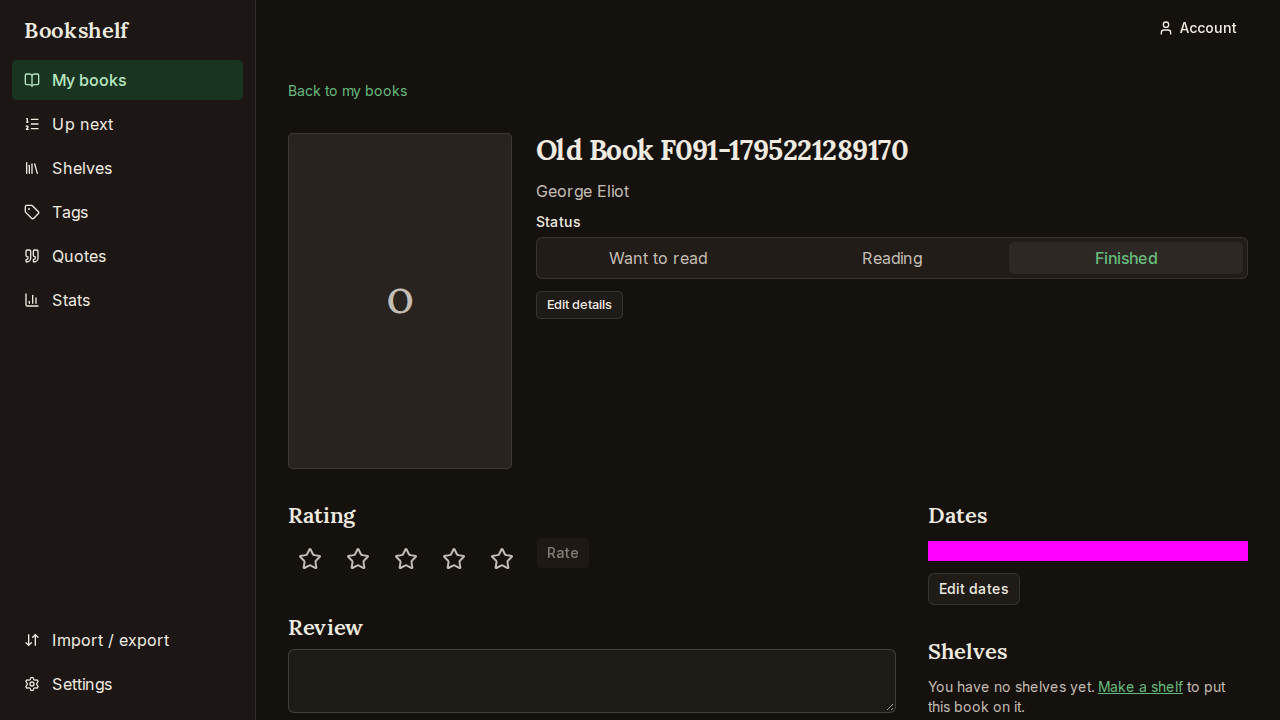 Bookshelf
My books
Up next
Shelves
Tags
Quotes
Stats
Import / export
Settings
Account
Back to my books
O
Old Book F091-1795221289170
George Eliot
Status
Want to read
Reading
Finished
Edit details
Rating
Rate
Review
Dates
Edit dates
Shelves
You have no shelves yet. Make a shelf to put
this book on it.